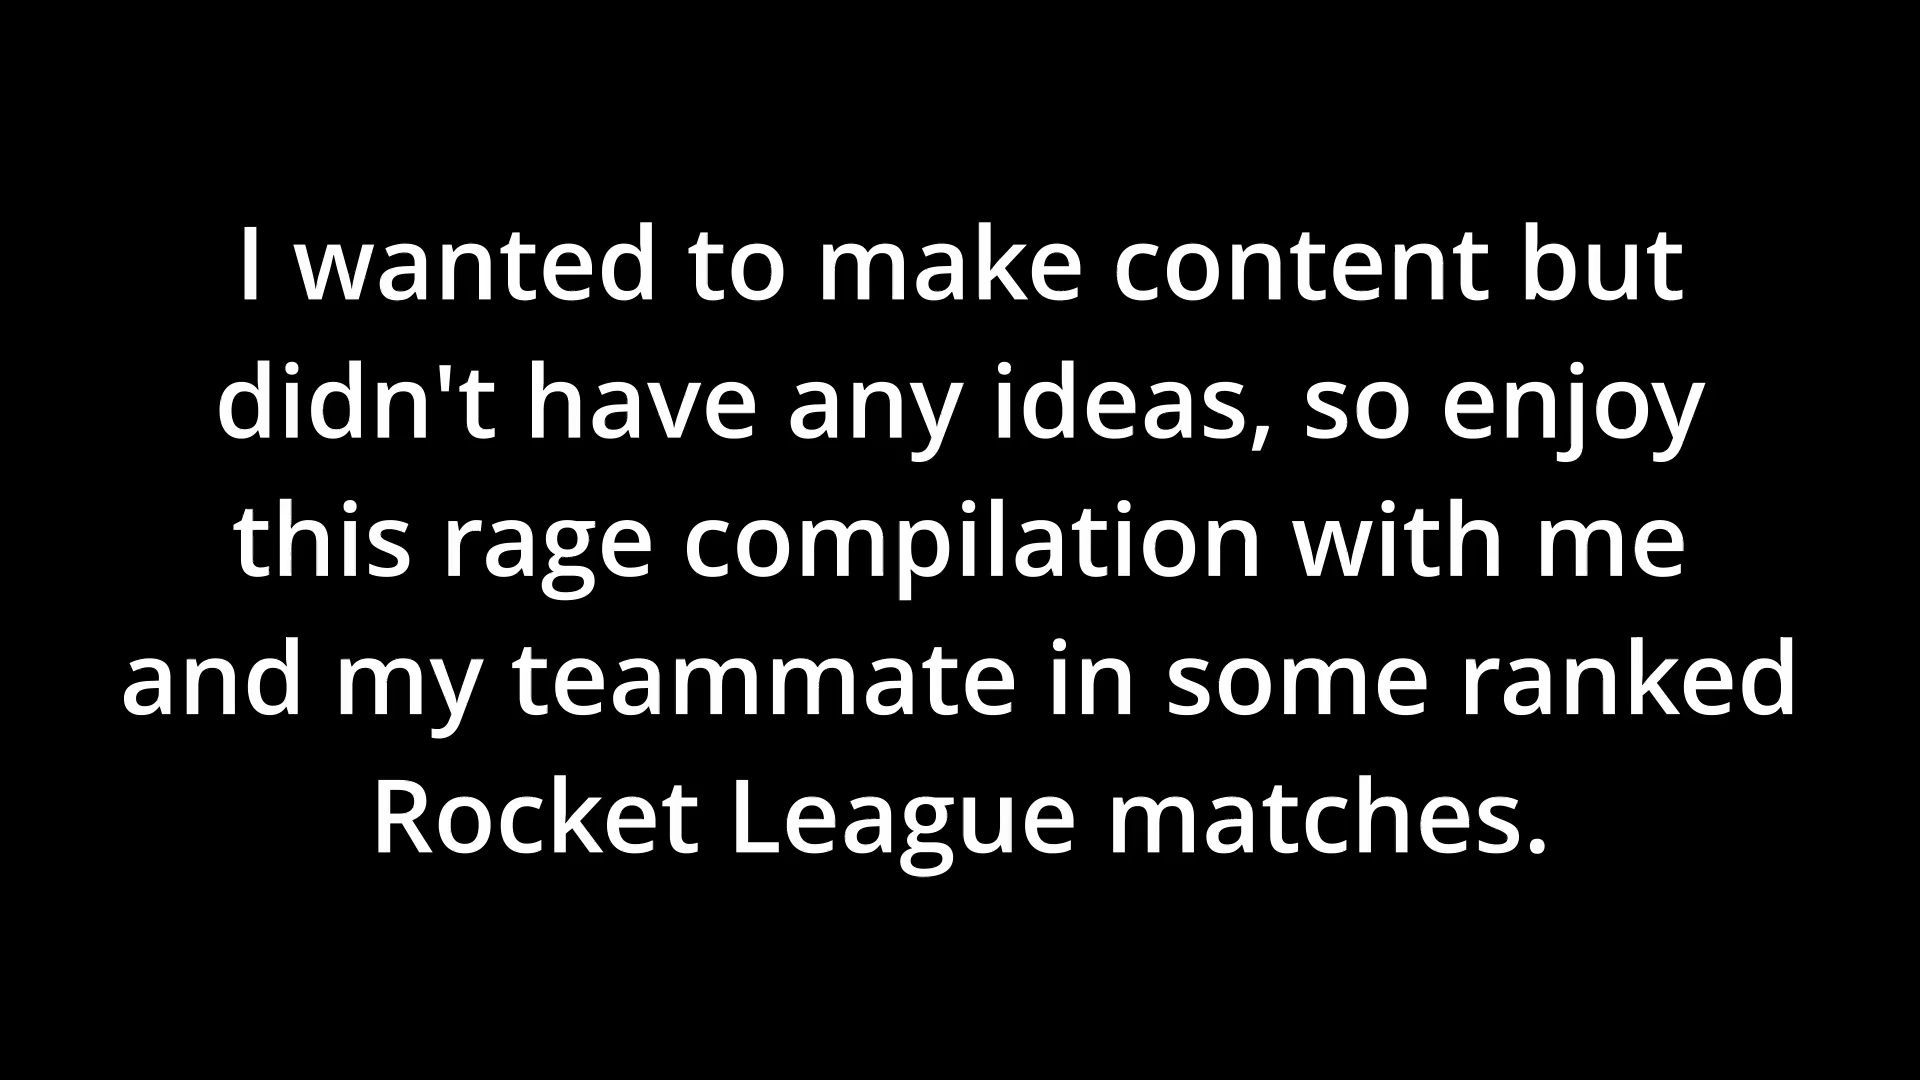 I wanted to make content but
didn't have any ideas, so enjoy
this rage compilation with me
and my teammate in some ranked
Rocket League matches.